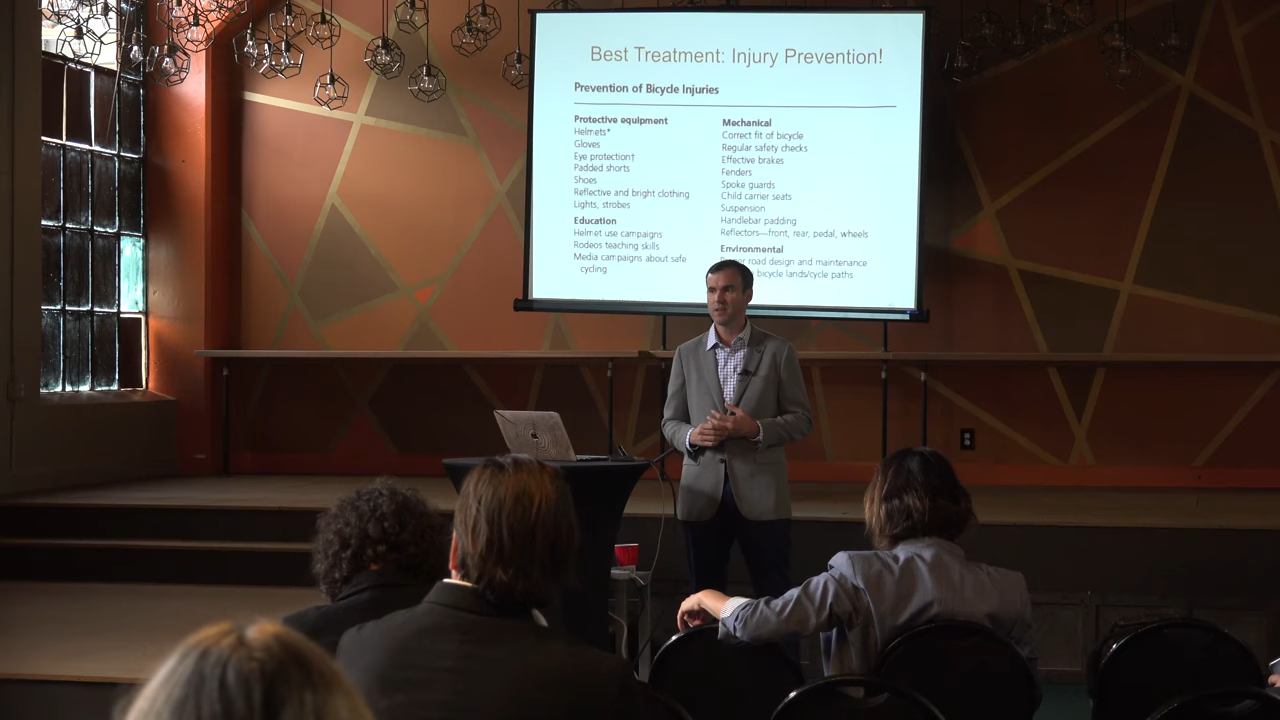 Best Treatment: Injury Prevention!
Prevention of Bicycle Injuries
Protective equipment
Helmets*
Gloves
Eye protection†
Padded shorts
Shoes
Reflective and bright clothing
Lights, strobes
Education
Helmet use campaigns
Rodeos teaching skills
Media campaigns about safe
cycling
Mechanical
Correct fit of bicycle
Regular safety checks
Effective brakes
Fenders
Spoke guards
Child carrier seats
Suspension
Handlebar padding
Reflectors—front, rear, pedal, wheels
Environmental
road design and maintenance
bicycle lands/cycle paths